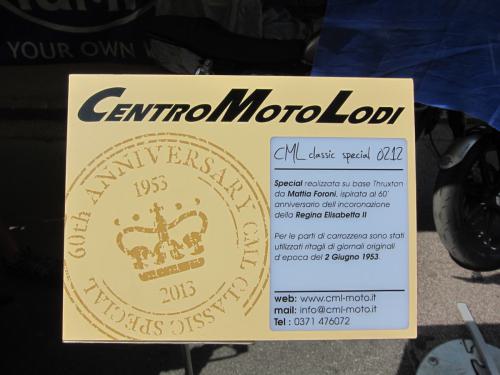 YOUR OWN
CENTROMOTOLODI
60th ANNIVERSARY CML CLASSIC SPECIAL
1953
2013
CML classic special 0212
Special realizzata su base Thruxton
da Mattia Foroni, ispirata al 60°
anniversario dell incoronazione
della Regina Elisabetta II
Per le parti di carrozzeria sono stati
utilizzati ritagli di giornali originali
d'epoca del 2 Giugno 1953.
web: www.cml-moto.it
mail: info@cml-moto.it
Tel : 0371 476072